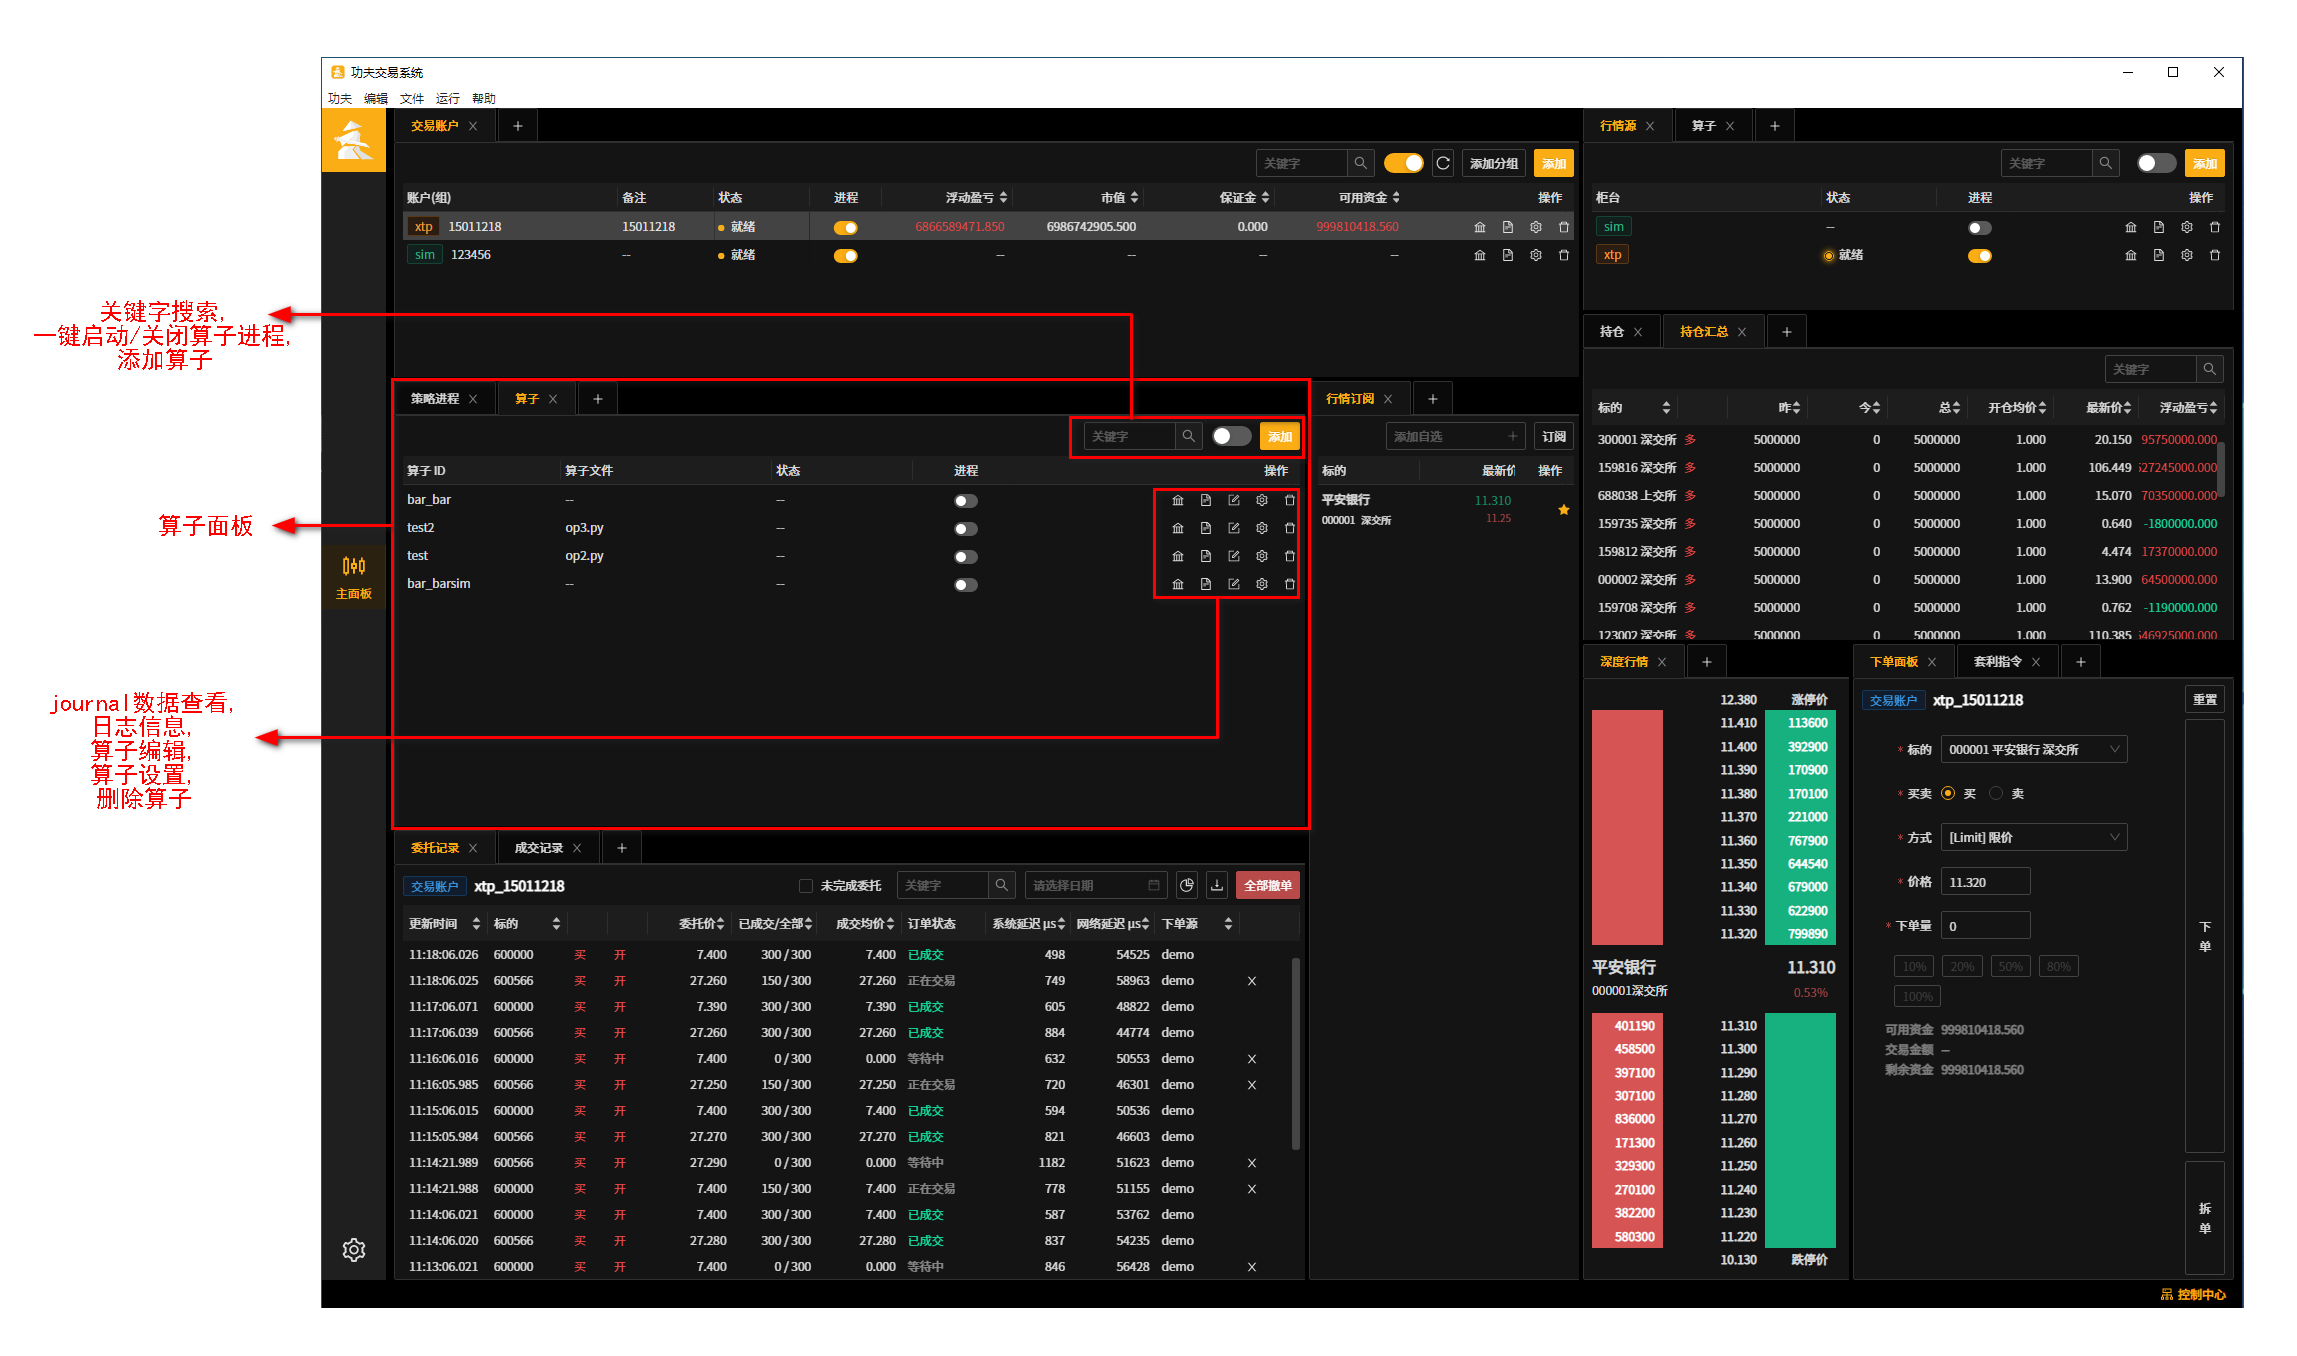 功夫交易系统
功夫 编辑 文件 运行 帮助
交易账户
关键字 添加分组 添加
账户(组) 备注 状态 进程 浮动盈亏 市值 保证金 可用资金 操作
xtp 15011218 15011218 就绪 6866589471.850 6986742905.500 0.000 999810418.560
sim 123456 -- 就绪 -- -- -- --
行情源 算子
关键字 添加
柜台 状态 进程 操作
sim --
xtp 就绪
关键字搜索,
一键启动/关闭算子进程,
添加算子
算子面板
journal数据查看,
日志信息,
算子编辑,
算子设置,
删除算子
主面板
策略进程 算子
关键字 添加
算子 ID 算子文件 状态 进程 操作
bar_bar -- --
test2 op3.py --
test op2.py --
bar_barsim -- --
行情订阅
添加自选 订阅
标的 最新价 操作
平安银行 11.310
000001 深交所 11.25
持仓 持仓汇总
关键字
标的 昨 今 总 开仓均价 最新价 浮动盈亏
300001 深交所 多 5000000 0 5000000 1.000 20.150 95750000.000
159816 深交所 多 5000000 0 5000000 1.000 106.449 527245000.000
688038 上交所 多 5000000 0 5000000 1.000 15.070 70350000.000
159735 深交所 多 5000000 0 5000000 1.000 0.640 -1800000.000
159812 深交所 多 5000000 0 5000000 1.000 4.474 17370000.000
000002 深交所 多 5000000 0 5000000 1.000 13.900 64500000.000
159708 深交所 多 5000000 0 5000000 1.000 0.762 -1190000.000
123002 深交所 多 5000000 0 5000000 1.000 110.385 546925000.000
委托记录 成交记录
交易账户 xtp_15011218 未完成委托 关键字 请选择日期 全部撤单
更新时间 标的 委托价 已成交/全部 成交均价 订单状态 系统延迟 μs 网络延迟 μs 下单源
11:18:06.026 600000 买 开 7.400 300 / 300 7.400 已成交 498 54525 demo
11:18:06.025 600566 买 开 27.260 150 / 300 27.260 正在交易 749 58963 demo
11:17:06.071 600000 买 开 7.390 300 / 300 7.390 已成交 605 48822 demo
11:17:06.039 600566 买 开 27.260 300 / 300 27.260 已成交 884 44774 demo
11:16:06.016 600000 买 开 7.400 0 / 300 0.000 等待中 632 50553 demo
11:16:05.985 600566 买 开 27.250 150 / 300 27.250 正在交易 720 46301 demo
11:15:06.015 600000 买 开 7.400 300 / 300 7.400 已成交 594 50536 demo
11:15:05.984 600566 买 开 27.270 300 / 300 27.270 已成交 821 46603 demo
11:14:21.989 600566 买 开 27.290 0 / 300 0.000 等待中 1182 51623 demo
11:14:21.988 600000 买 开 7.400 150 / 300 7.400 正在交易 778 51155 demo
11:14:06.021 600000 买 开 7.400 300 / 300 7.400 已成交 587 53762 demo
11:14:06.020 600566 买 开 27.280 300 / 300 27.280 已成交 837 54235 demo
11:13:06.021 600000 买 开 7.400 0 / 300 0.000 等待中 846 56428 demo
深度行情
12.380 涨停价
11.410 113600
11.400 392900
11.390 170900
11.380 170100
11.370 221000
11.360 767900
11.350 644540
11.340 679000
11.330 622900
11.320 799890
平安银行 11.310
000001深交所 0.53%
401190 11.310
458500 11.300
397100 11.290
307100 11.280
836000 11.270
171300 11.260
329300 11.250
270100 11.240
382200 11.230
580300 11.220
10.130 跌停价
下单面板 套利指令
交易账户 xtp_15011218 重置
* 标的 000001 平安银行 深交所
* 买卖 买 卖
* 方式 [Limit] 限价
* 价格 11.320
* 下单量 0
10% 20% 50% 80%
100%
可用资金 999810418.560
交易金额 --
剩余资金 999810418.560
下单
拆单
控制中心